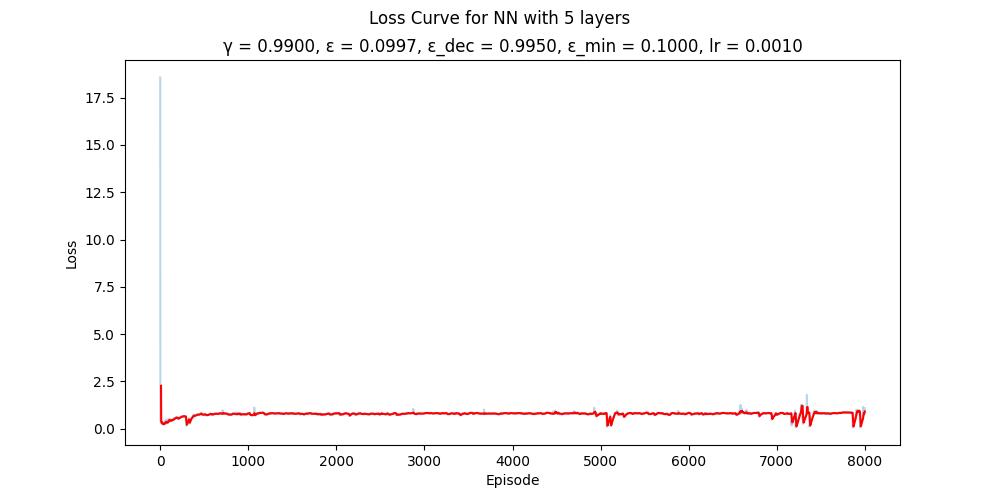 Loss Curve for NN with 5 layers
γ = 0.9900, ε = 0.0997, ε_dec = 0.9950, ε_min = 0.1000, lr = 0.0010
17.5
15.0
12.5
10.0
7.5
5.0
2.5
0.0
Loss
0 1000 2000 3000 4000 5000 6000 7000 8000
Episode